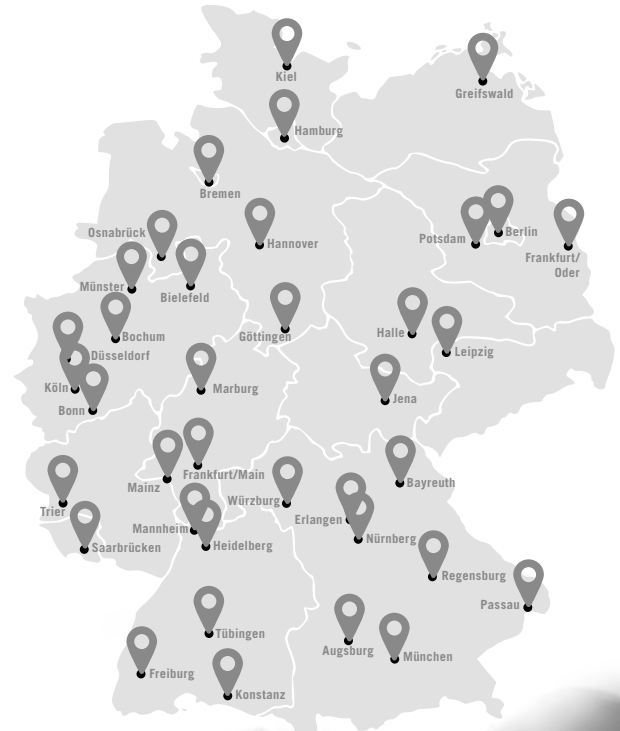 Kiel
Greifswald
Hamburg
Bremen
Osnabrück
Hannover
Potsdam
Berlin
Frankfurt/
Oder
Münster
Bielefeld
Bochum
Göttingen
Halle
Leipzig
Düsseldorf
Köln
Marburg
Bonn
Jena
Frankfurt/Main
Mainz
Bayreuth
Trier
Würzburg
Erlangen
Mannheim
Nürnberg
Saarbrücken
Heidelberg
Regensburg
Passau
Tübingen
Augsburg
München
Freiburg
Konstanz